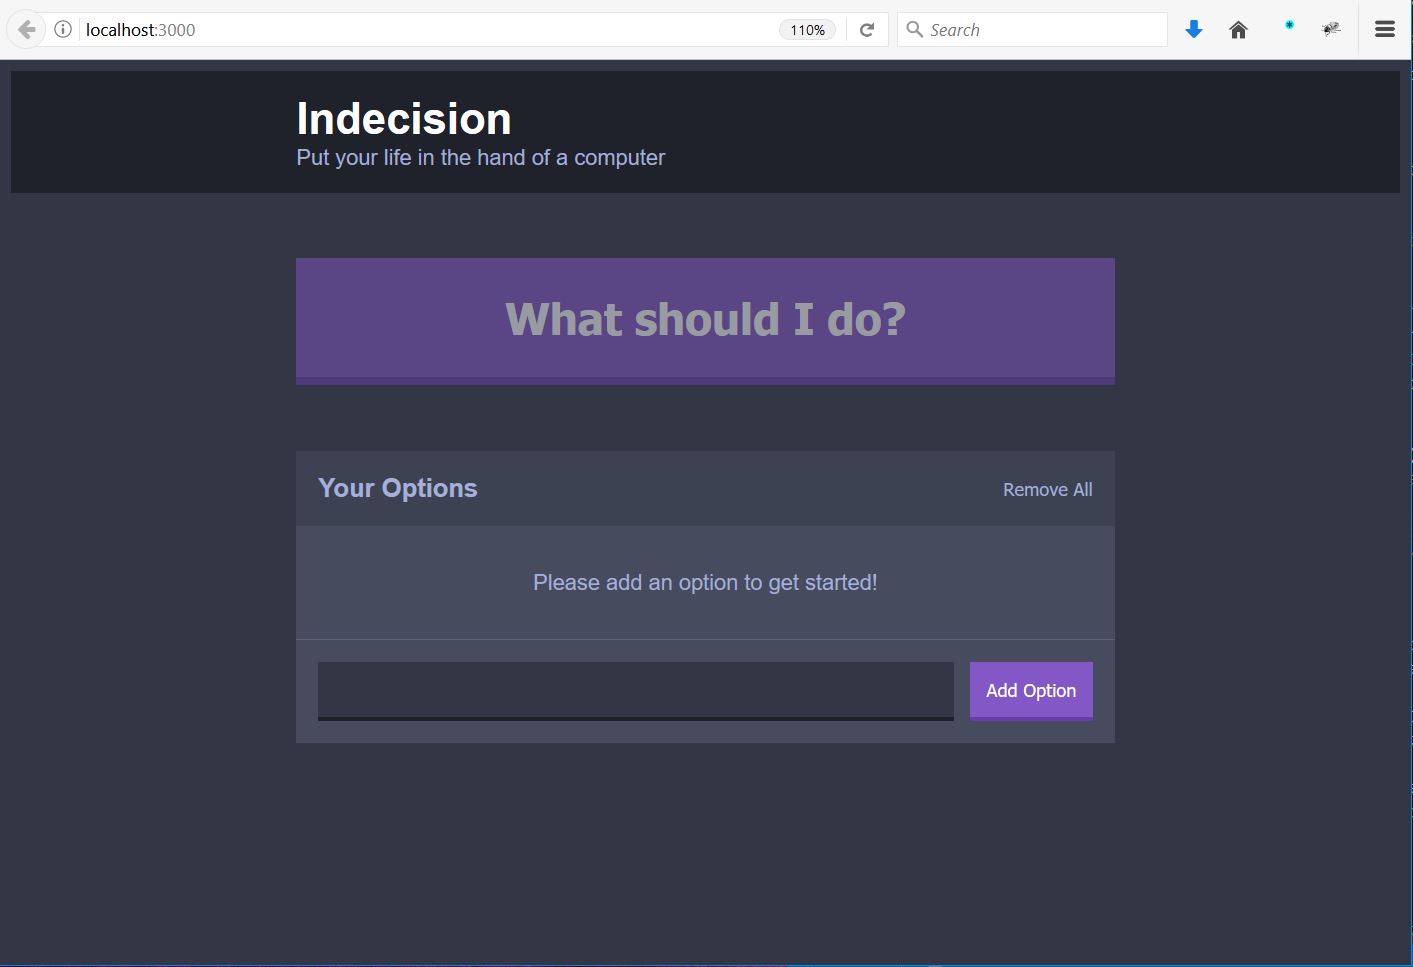 localhost:3000
110%
Search
Indecision
Put your life in the hand of a computer
What should I do?
Your Options
Remove All
Please add an option to get started!
Add Option